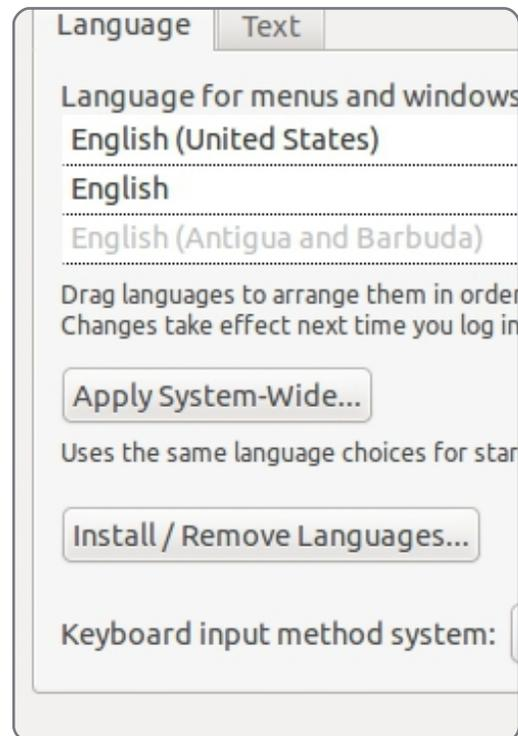 Language Text
Language for menus and windows
English (United States)
English
English (Antigua and Barbuda)
Drag languages to arrange them in order
Changes take effect next time you log in
Apply System-Wide...
Uses the same language choices for star
Install / Remove Languages...
Keyboard input method system: